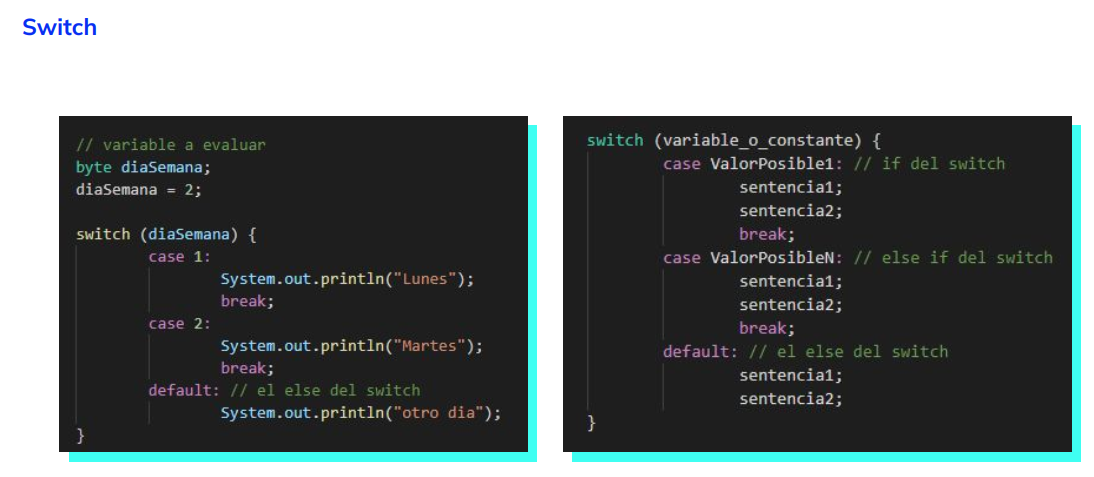 Switch
// variable a evaluar
byte diaSemana;
diaSemana = 2;
switch (diaSemana) {
case 1:
System.out.println("Lunes");
break;
case 2:
System.out.println("Martes");
break;
default: // el else del switch
System.out.println("otro dia");
}
switch (variable_o_constante) {
case ValorPosible1: // if del switch
sentencia1;
sentencia2;
break;
case ValorPosibleN: // else if del switch
sentencia1;
sentencia2;
break;
default: // el else del switch
sentencia1;
sentencia2;
}